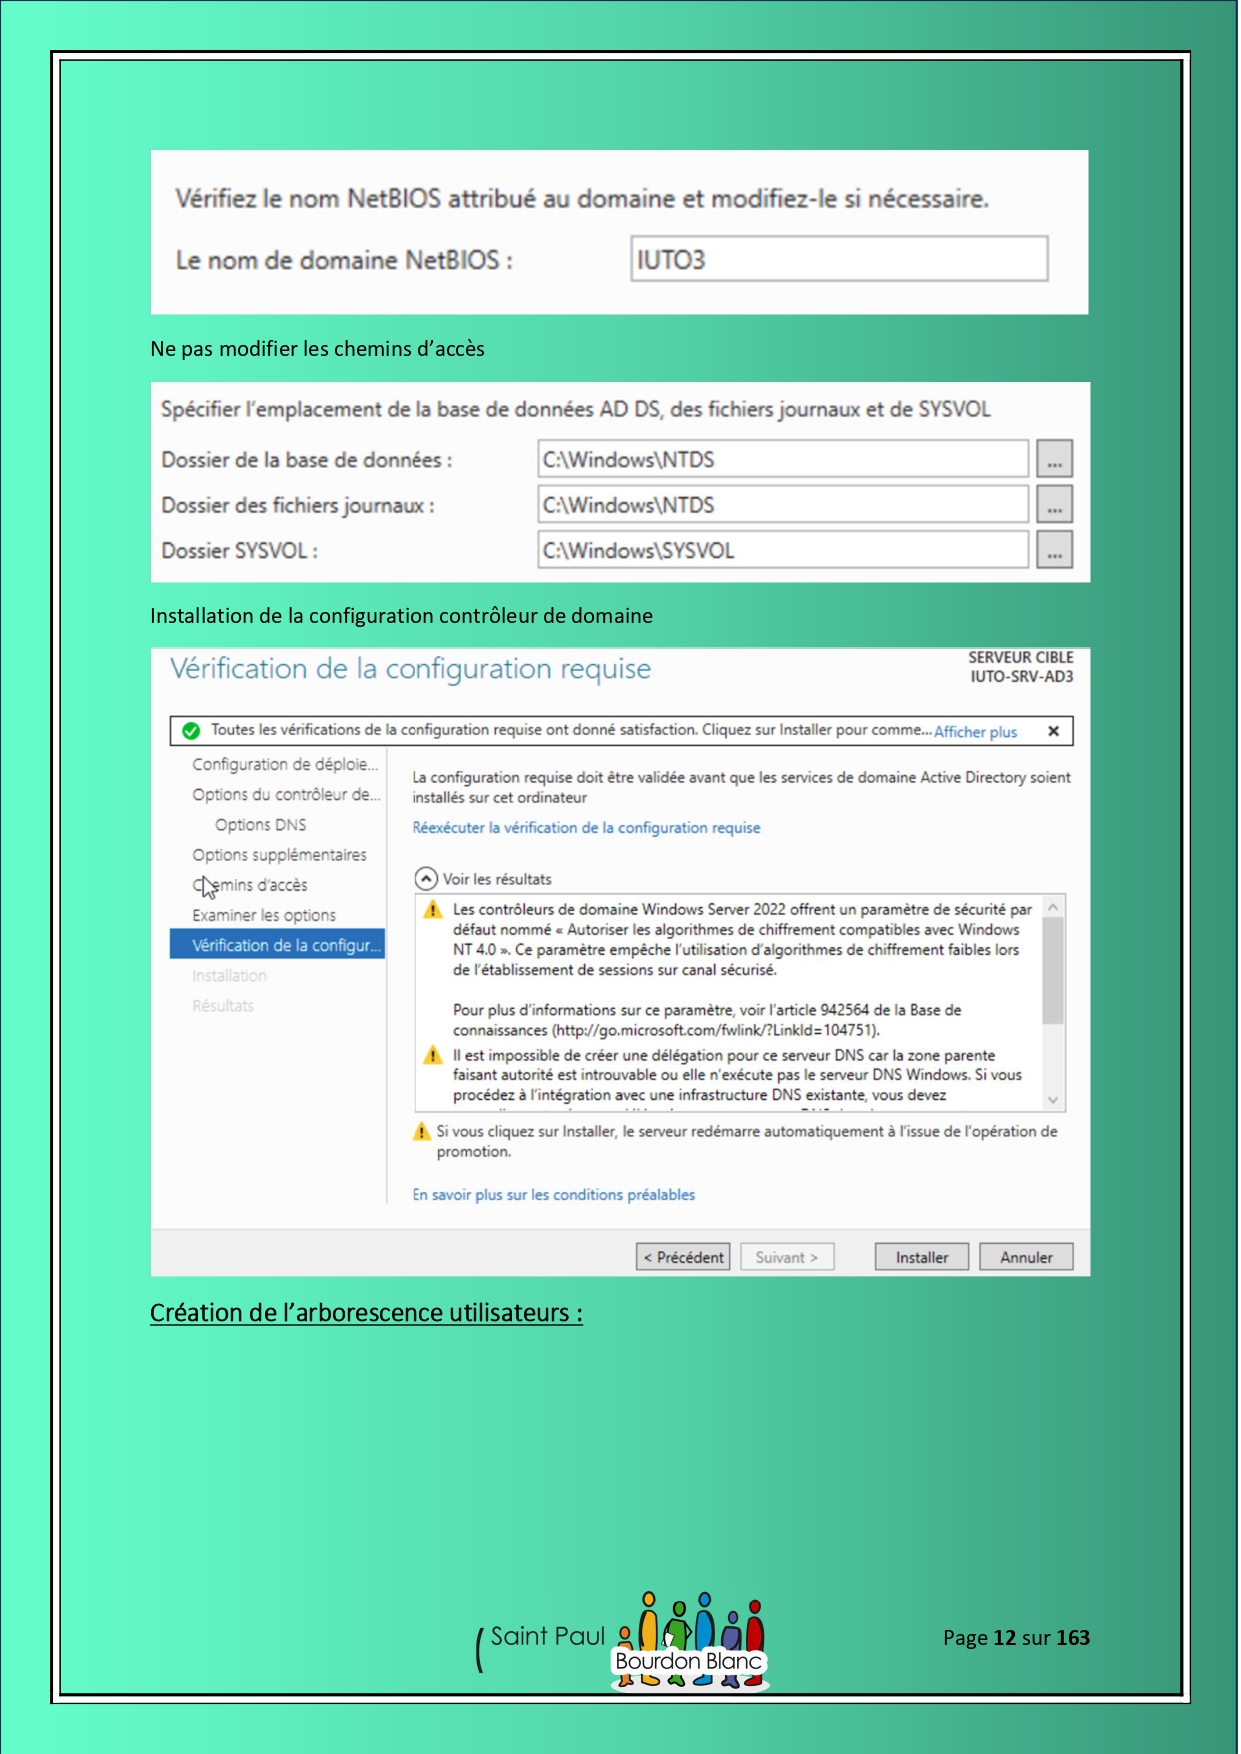 Vérifiez le nom NetBIOS attribué au domaine et modifiez-le si nécessaire.
Le nom de domaine NetBIOS :
IUTO3
Ne pas modifier les chemins d’accès
Spécifier l’emplacement de la base de données AD DS, des fichiers journaux et de SYSVOL
Dossier de la base de données :
C:\Windows\NTDS
...
Dossier des fichiers journaux :
C:\Windows\NTDS
...
Dossier SYSVOL :
C:\Windows\SYSVOL
...
Installation de la configuration contrôleur de domaine
Vérification de la configuration requise
SERVEUR CIBLE
IUTO-SRV-AD3
Toutes les vérifications de la configuration requise ont donné satisfaction. Cliquez sur Installer pour comme... Afficher plus
Configuration de déploie...
Options du contrôleur de...
Options DNS
Options supplémentaires
Chemins d’accès
Examiner les options
Vérification de la configur...
Installation
Résultats
La configuration requise doit être validée avant que les services de domaine Active Directory soient
installés sur cet ordinateur
Réexécuter la vérification de la configuration requise
Voir les résultats
Les contrôleurs de domaine Windows Server 2022 offrent un paramètre de sécurité par
défaut nommé « Autoriser les algorithmes de chiffrement compatibles avec Windows
NT 4.0 ». Ce paramètre empêche l’utilisation d’algorithmes de chiffrement faibles lors
de l’établissement de sessions sur canal sécurisé.
Pour plus d’informations sur ce paramètre, voir l’article 942564 de la Base de
connaissances (http://go.microsoft.com/fwlink/?LinkId=104751).
Il est impossible de créer une délégation pour ce serveur DNS car la zone parente
faisant autorité est introuvable ou elle n’exécute pas le serveur DNS Windows. Si vous
procédez à l’intégration avec une infrastructure DNS existante, vous devez
Si vous cliquez sur Installer, le serveur redémarre automatiquement à l’issue de l’opération de
promotion.
En savoir plus sur les conditions préalables
< Précédent
Suivant >
Installer
Annuler
Création de l’arborescence utilisateurs :
Saint Paul
Bourdon Blanc
Page 12 sur 163